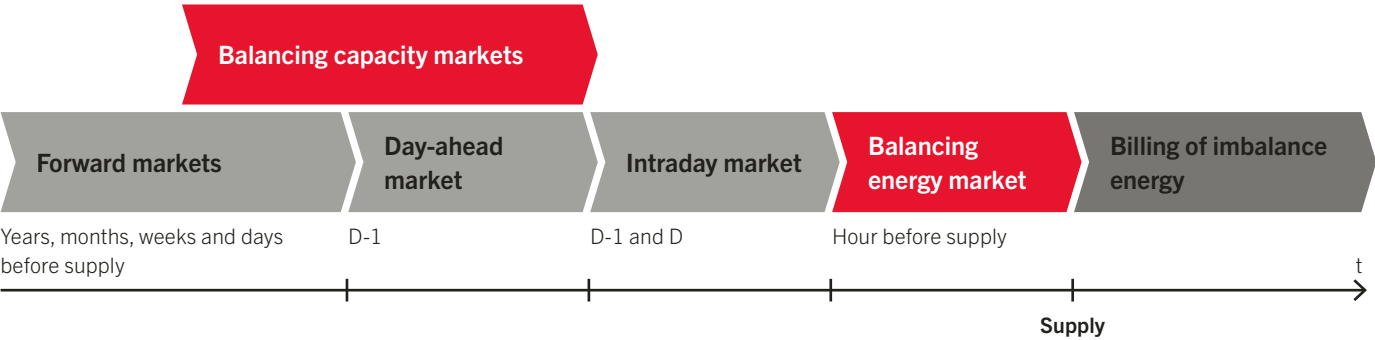 Balancing capacity markets
Forward markets
Day-ahead
market
Intraday market
Balancing
energy market
Billing of imbalance
energy
Years, months, weeks and days
before supply
D-1
D-1 and D
Hour before supply
t
Supply